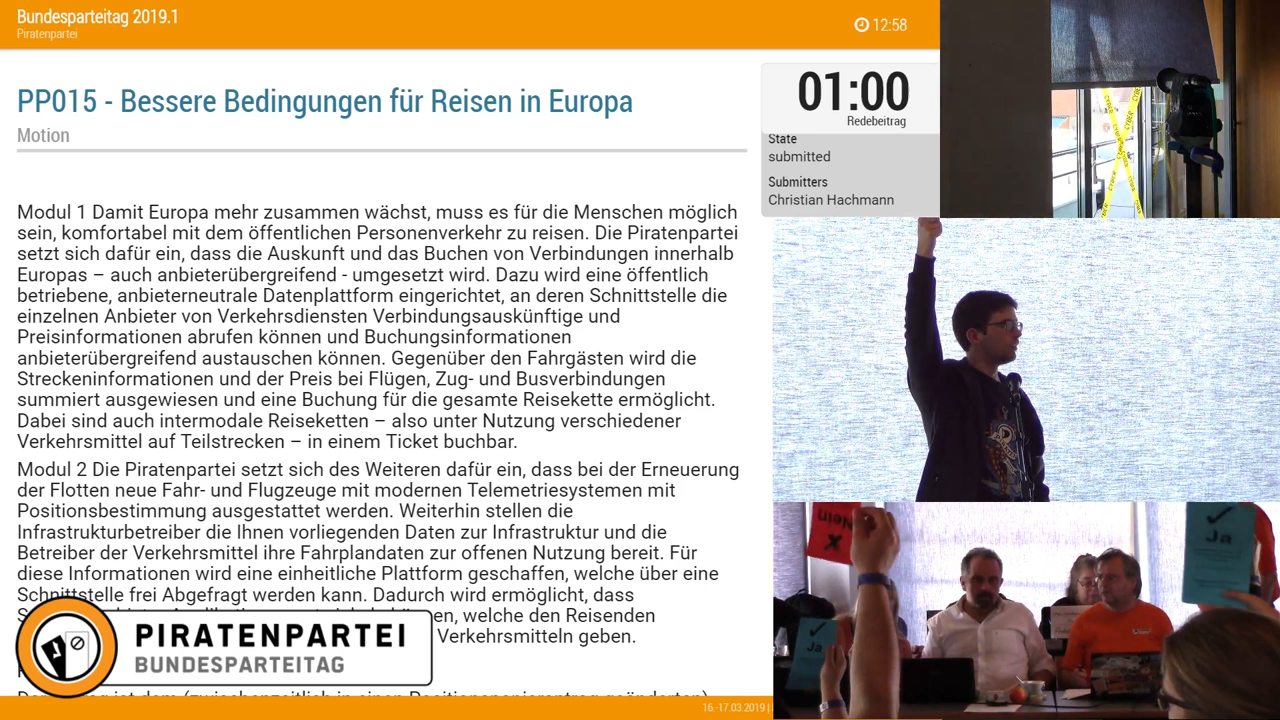 Bundesparteitag 2019.1
Piratenpartei
12:58
PP015 - Bessere Bedingungen für Reisen in Europa
Motion
01:00
Redebeitrag
State
submitted
Submitters
Christian Hachmann
Modul 1 Damit Europa mehr zusammen wächst, muss es für die Menschen möglich
sein, komfortabel mit dem öffentlichen Personenverkehr zu reisen. Die Piratenpartei
setzt sich dafür ein, dass die Auskunft und das Buchen von Verbindungen innerhalb
Europas – auch anbieterübergreifend - umgesetzt wird. Dazu wird eine öffentlich
betriebene, anbieterneutrale Datenplattform eingerichtet, an deren Schnittstelle die
einzelnen Anbieter von Verkehrsdiensten Verbindungsauskünftige und
Preisinformationen abrufen können und Buchungsinformationen
anbieterübergreifend austauschen können. Gegenüber den Fahrgästen wird die
Streckeninformationen und der Preis bei Flügen, Zug- und Busverbindungen
summiert ausgewiesen und eine Buchung für die gesamte Reisekette ermöglicht.
Dabei sind auch intermodale Reiseketten – also unter Nutzung verschiedener
Verkehrsmittel auf Teilstrecken – in einem Ticket buchbar.
Modul 2 Die Piratenpartei setzt sich des Weiteren dafür ein, dass bei der Erneuerung
der Flotten neue Fahr- und Flugzeuge mit modernen Telemetriesystemen mit
Positionsbestimmung ausgestattet werden. Weiterhin stellen die
Infrastrukturbetreiber die Ihnen vorliegenden Daten zur Infrastruktur und die
Betreiber der Verkehrsmittel ihre Fahrplandaten zur offenen Nutzung bereit. Für
diese Informationen wird eine einheitliche Plattform geschaffen, welche über eine
Schnittstelle frei Abgefragt werden kann. Dadurch wird ermöglicht, dass
welche den Reisenden
Verkehrsmitteln geben.
PIRATENPARTEI
BUNDESPARTEITAG
16.-17.03.2019 |
CYBER
CYBER
Nein
Ja
Ja